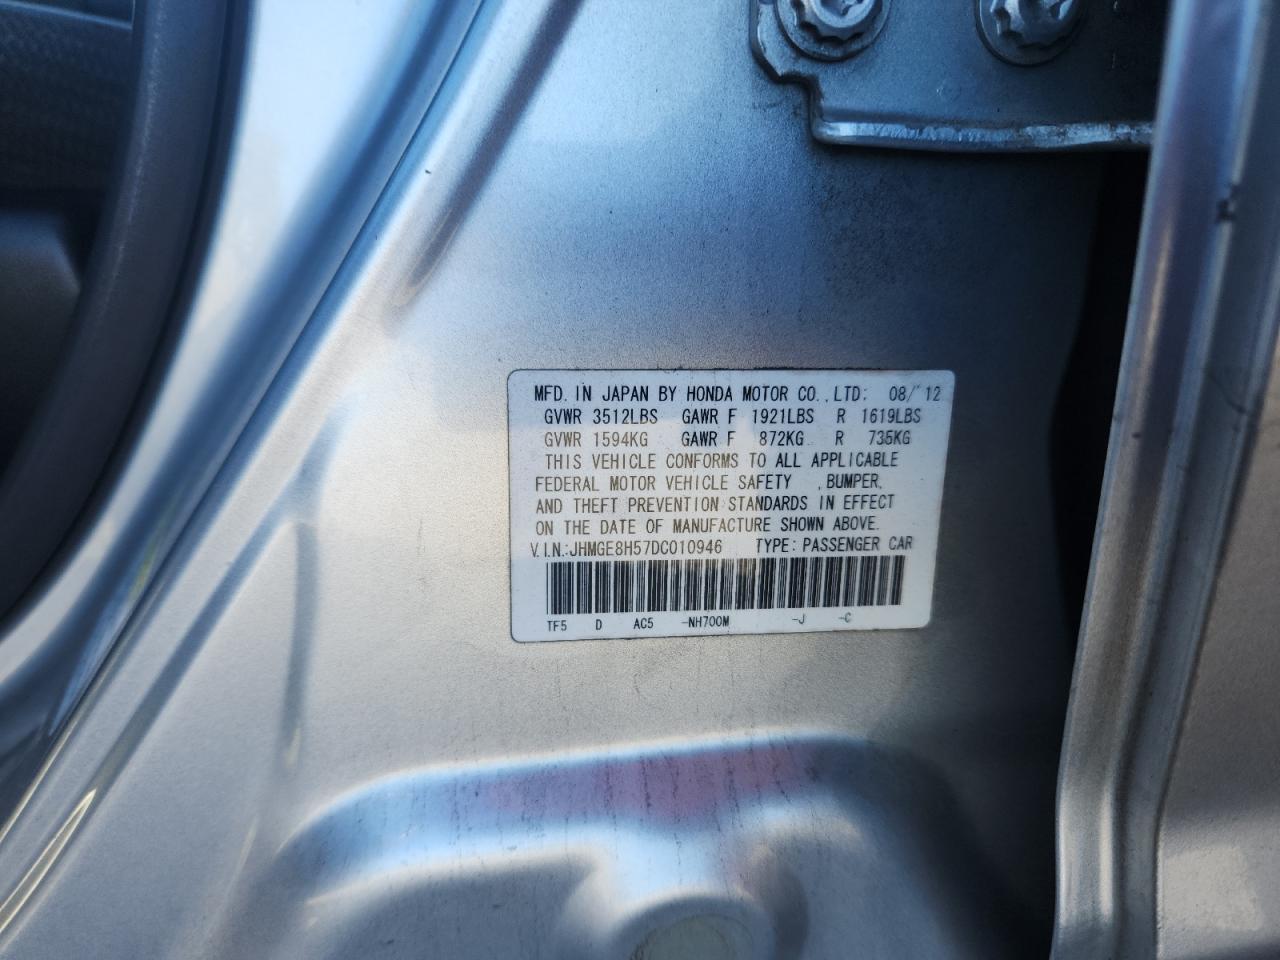 MFD. IN JAPAN BY HONDA MOTOR CO., LTD: 08/'12
GVWR 3512LBS GAWR F 1921LBS R 1619LBS
GVWR 1594KG GAWR F 872KG R 735KG
THIS VEHICLE CONFORMS TO ALL APPLICABLE
FEDERAL MOTOR VEHICLE SAFETY , BUMPER,
AND THEFT PREVENTION STANDARDS IN EFFECT
ON THE DATE OF MANUFACTURE SHOWN ABOVE.
V.I.N.:JHMGE8H57DC010946 TYPE: PASSENGER CAR
TF5 D AC5 -NH700M -J -C